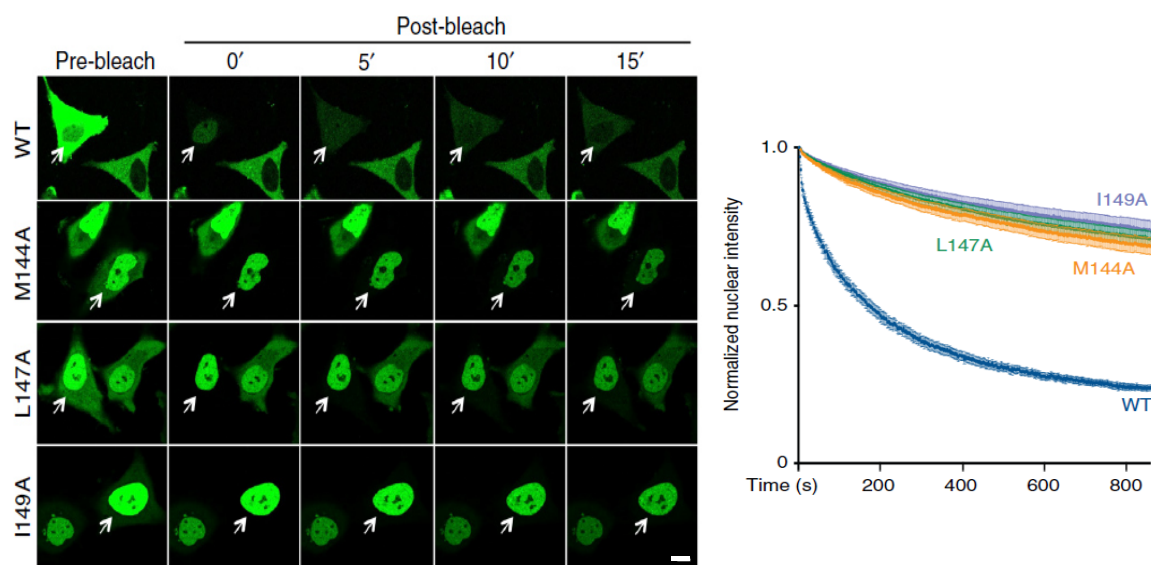 Post-bleach
Pre-bleach 0′ 5′ 10′ 15′
WT
M144A
L147A
I149A
Normalized nuclear intensity
1.0
0.5
0
I149A
L147A
M144A
WT
Time (s) 200 400 600 800